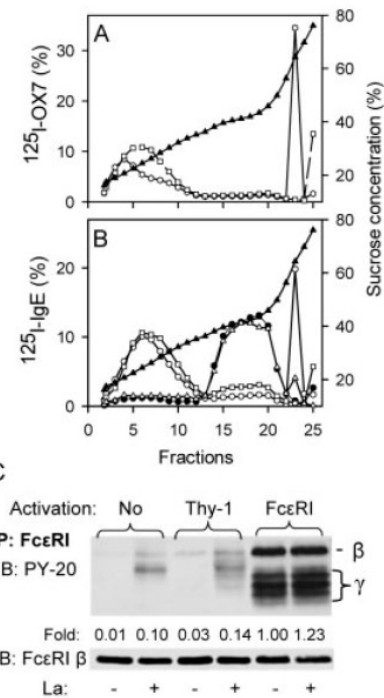 A
30
20
10
0
125I-OX7 (%)
80
60
40
20
Sucrose concentration (%)
B
20
10
0
125I-IgE (%)
80
60
40
20
0 5 10 15 20 25
Fractions
C
Activation: No Thy-1 FcεRI
P: FcεRI
B: PY-20
- β
γ
Fold: 0.01 0.10 0.03 0.14 1.00 1.23
B: FcεRI β
La: - + - + - +